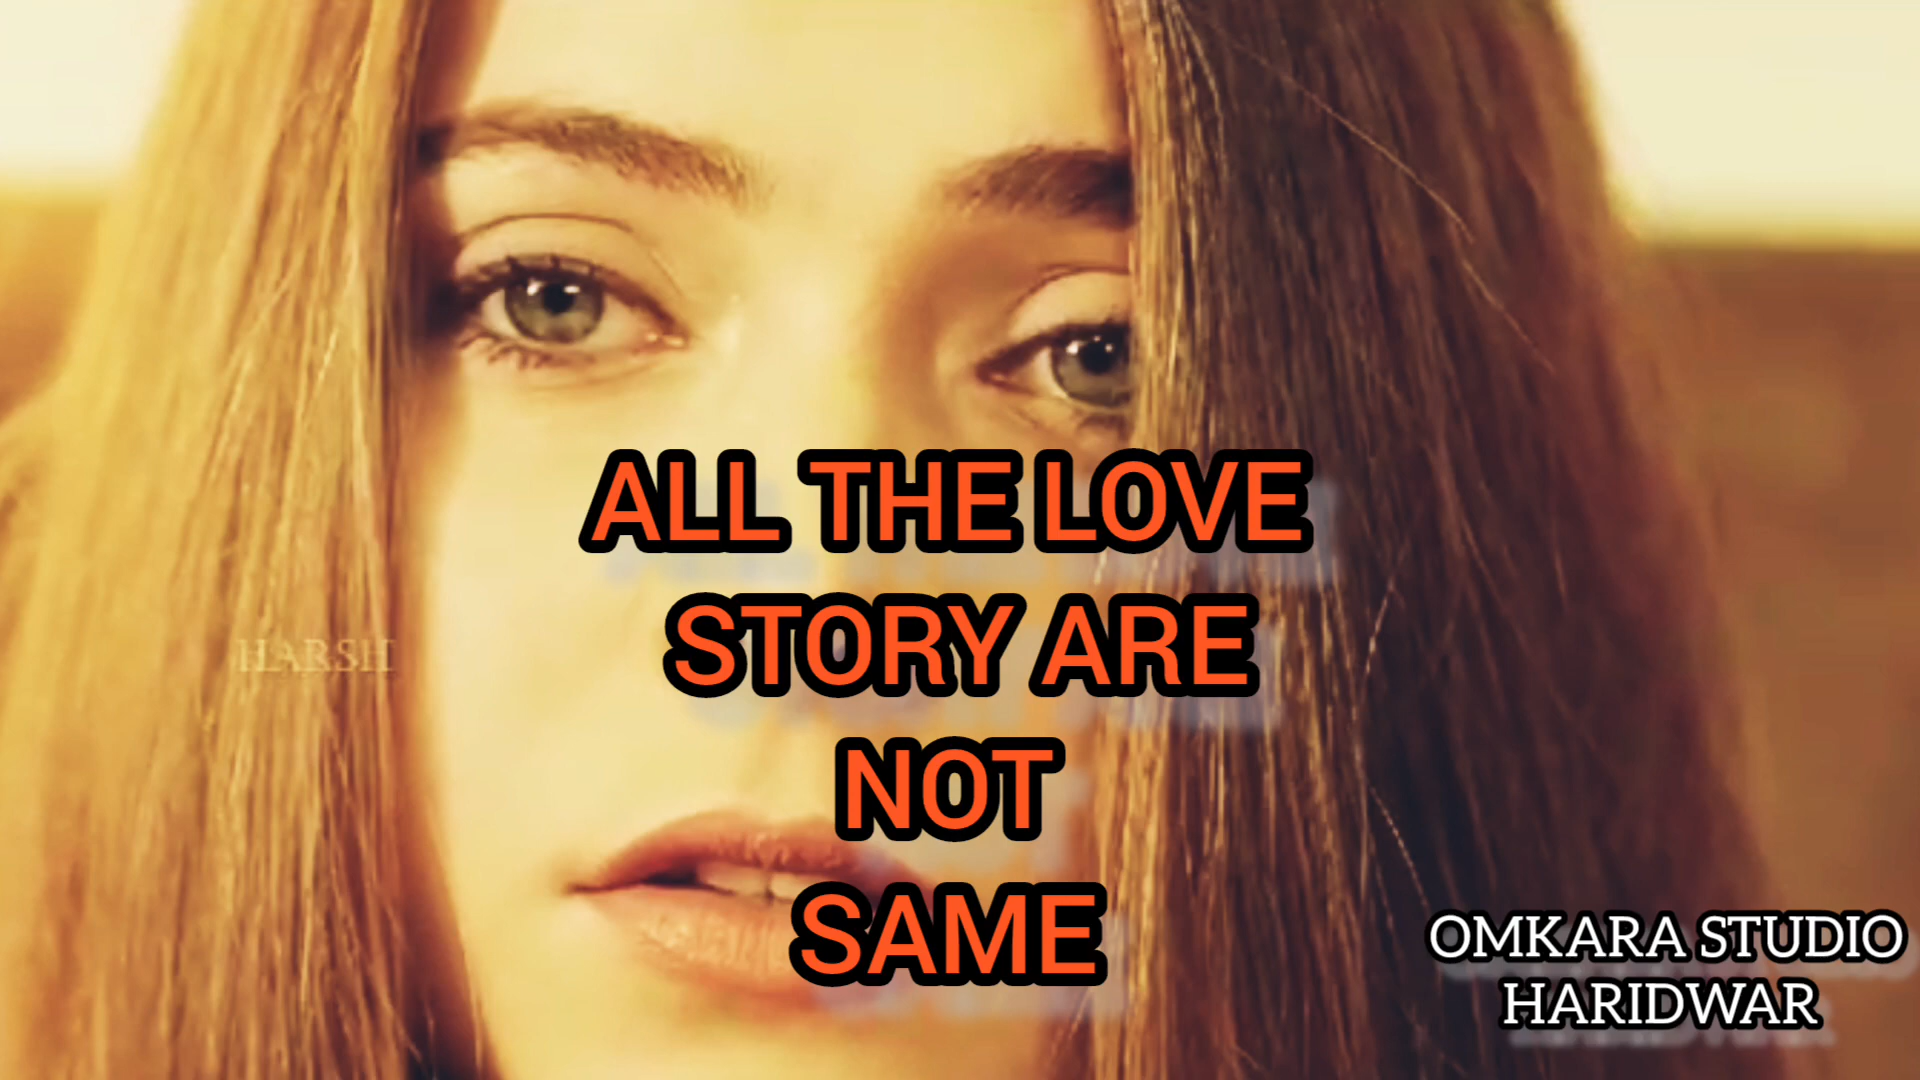 ALL THE LOVE
STORY ARE
NOT
SAME
HARSH
OMKARA STUDIO
HARIDWAR